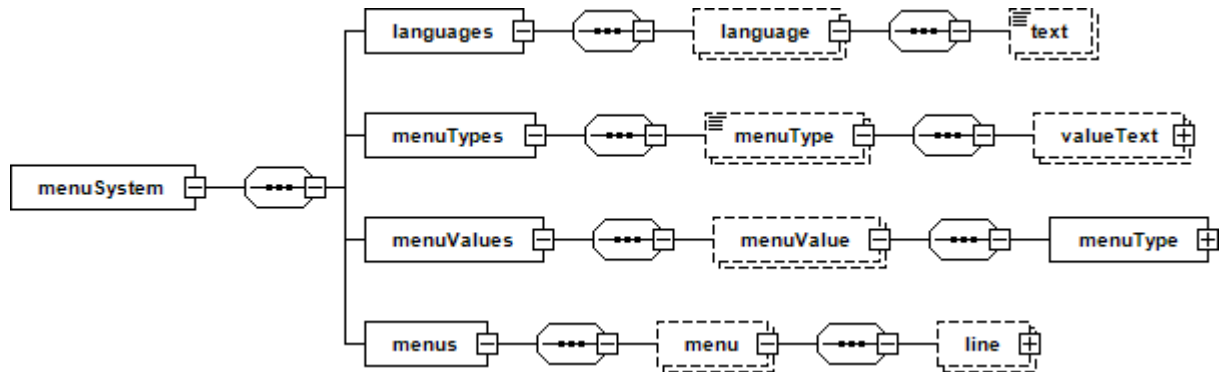 languages
language
text
menuTypes
menuType
valueText
menuSystem
menuValues
menuValue
menuType
menus
menu
line